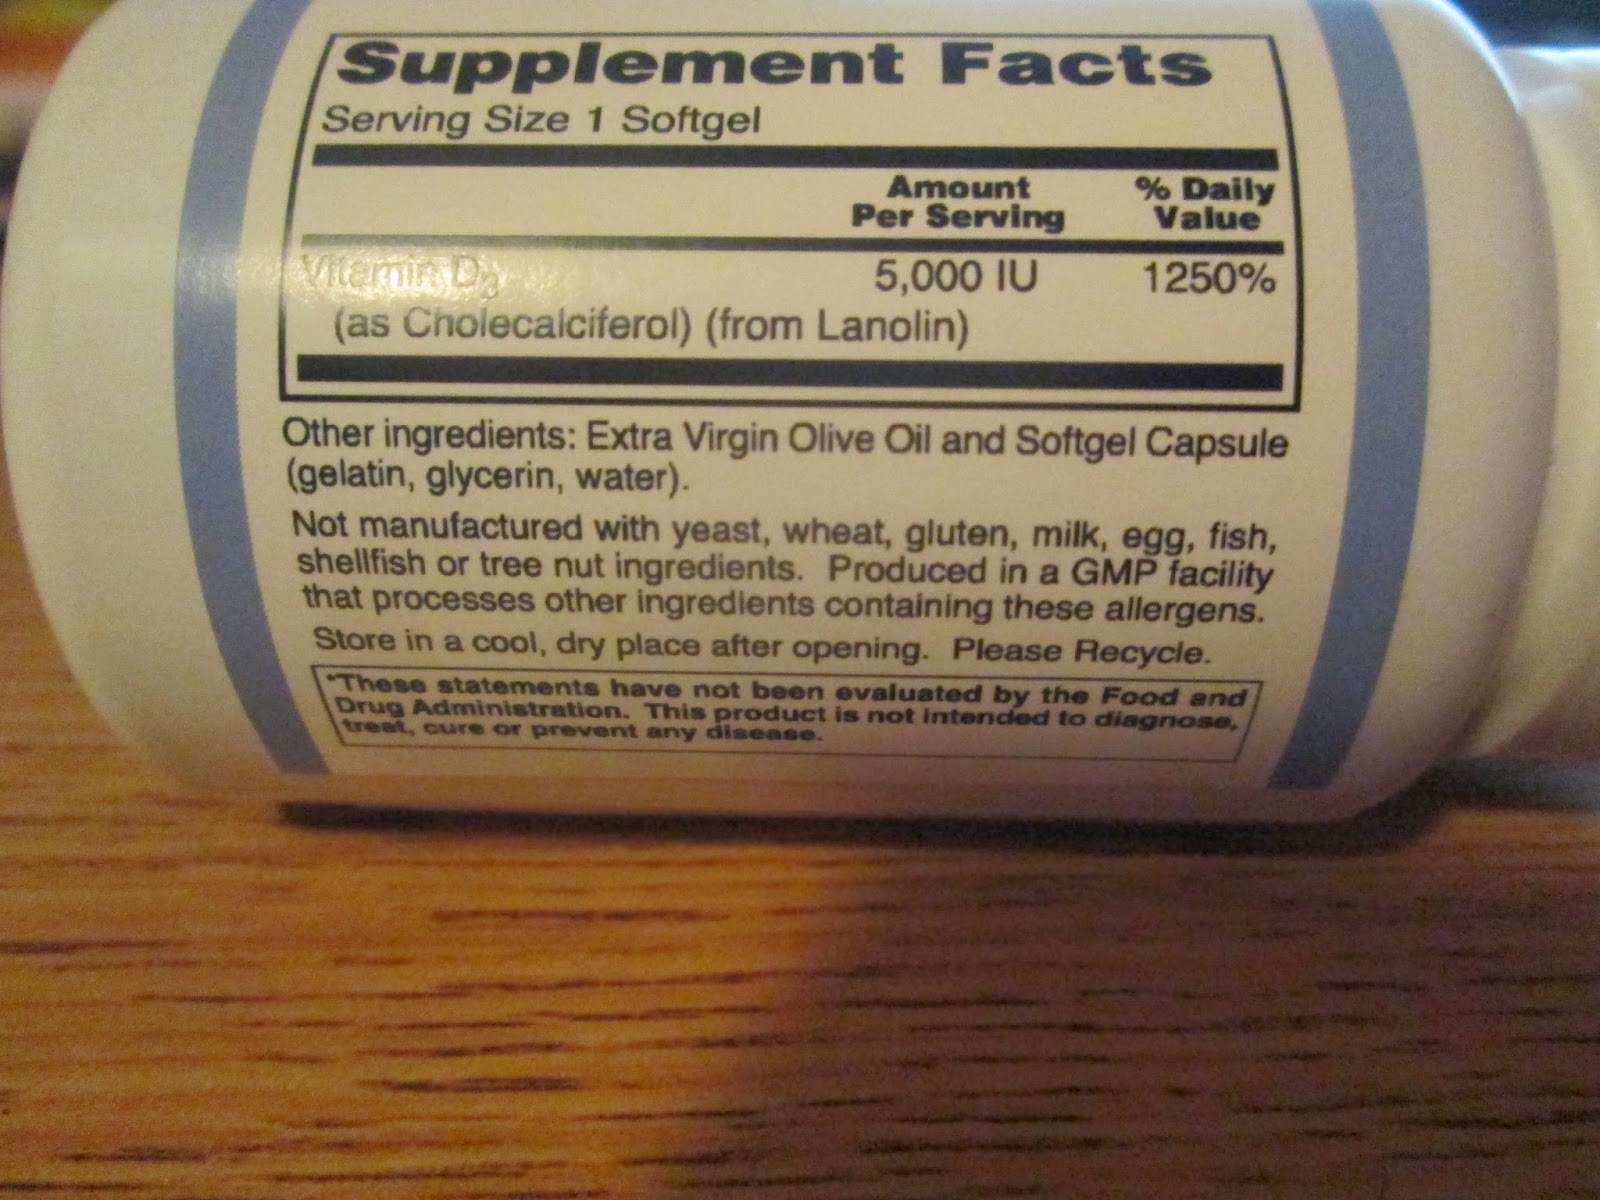 Supplement Facts
Serving Size 1 Softgel
Amount Per Serving
% Daily Value
Vitamin D3 5,000 IU 1250%
(as Cholecalciferol) (from Lanolin)
Other ingredients: Extra Virgin Olive Oil and Softgel Capsule
(gelatin, glycerin, water).
Not manufactured with yeast, wheat, gluten, milk, egg, fish,
shellfish or tree nut ingredients. Produced in a GMP facility
that processes other ingredients containing these allergens.
Store in a cool, dry place after opening. Please Recycle.
*These statements have not been evaluated by the Food and
Drug Administration. This product is not intended to diagnose,
treat, cure or prevent any disease.